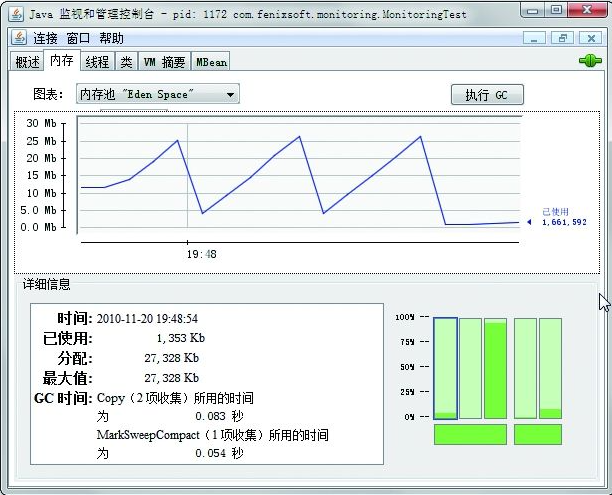 Java 监视和管理控制台 - pid: 1172 com.fenixsoft.monitoring.MonitoringTest
连接 窗口 帮助
概述 内存 线程 类 VM 摘要 MBean
图表: 内存池 "Eden Space" 执行 GC
30 Mb
25 Mb
20 Mb
15 Mb
10 Mb
5.0 Mb
0.0 Mb
已使用
1,661,592
19:48
详细信息
时间: 2010-11-20 19:48:54
已使用: 1,353 Kb
分配: 27,328 Kb
最大值: 27,328 Kb
GC 时间: Copy（2 项收集）所用的时间
为 0.083 秒
MarkSweepCompact（1 项收集）所用的时间
为 0.054 秒
100% --
75% --
50% --
25% --
0% --